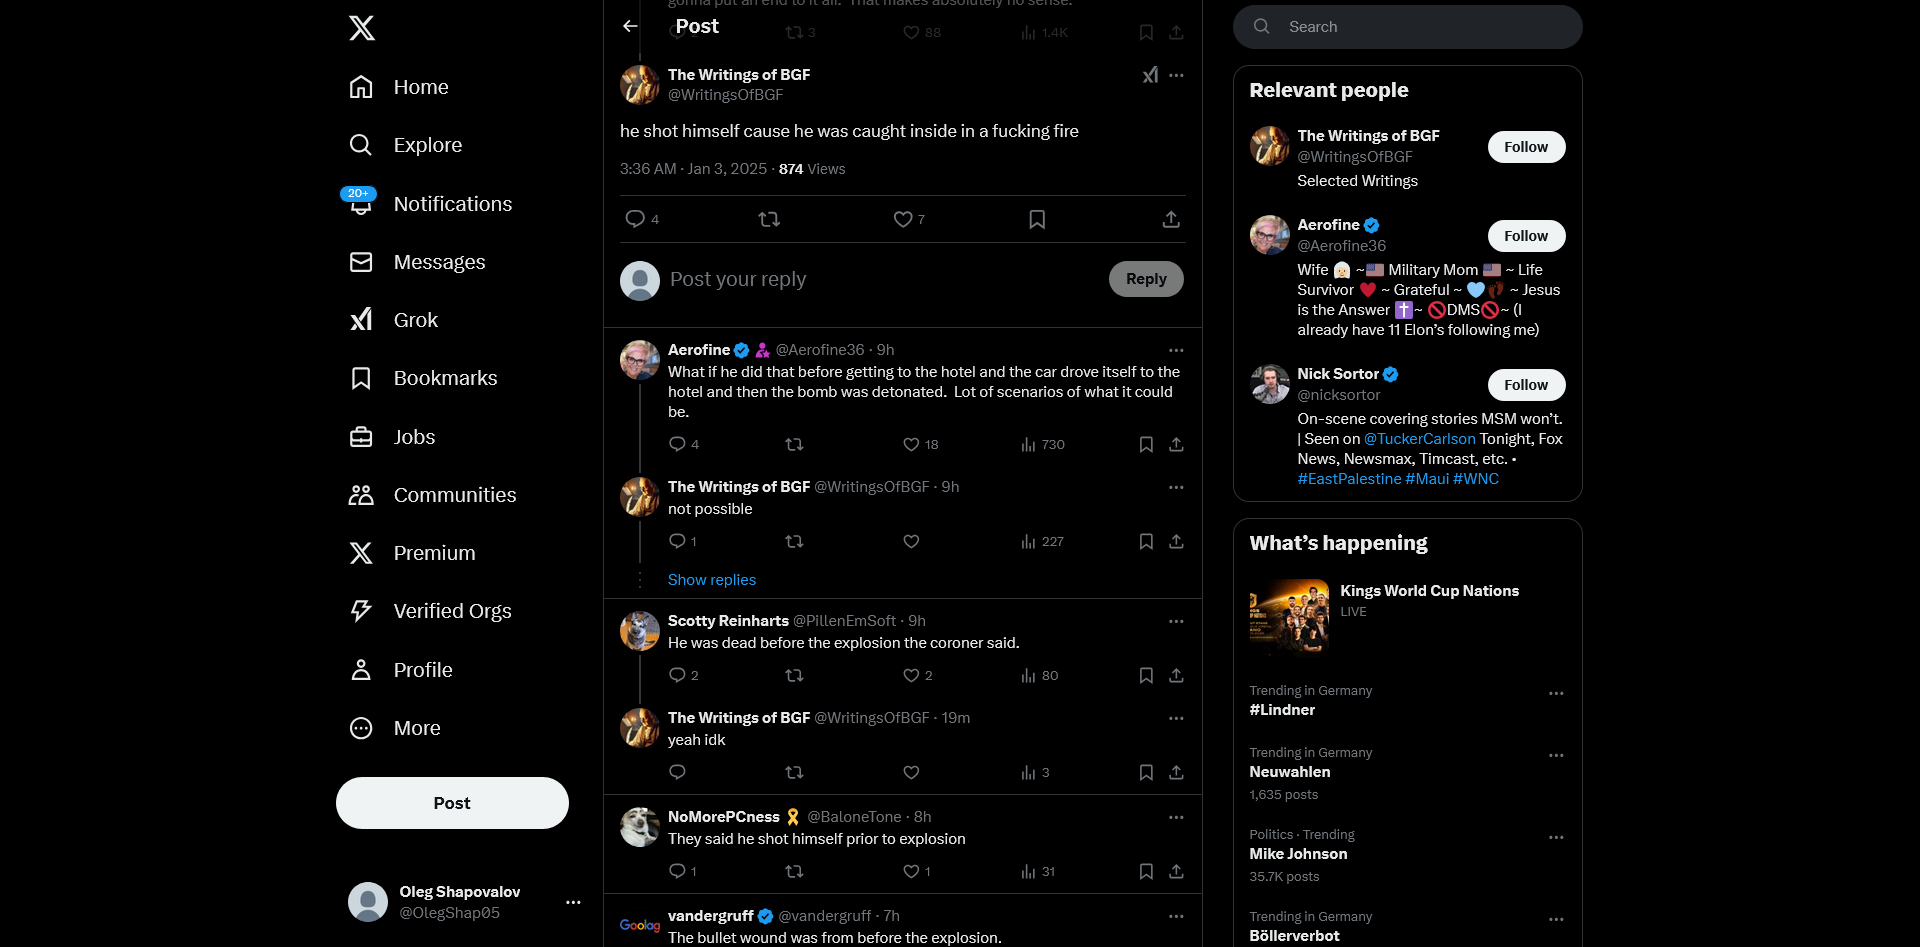 gonna put an end to it all. That makes absolutely no sense.
3
88
1.4K
Home
Explore
20+
Notifications
Messages
Grok
Bookmarks
Jobs
Communities
Premium
Verified Orgs
Profile
More
Post
Oleg Shapovalov
@OlegShap05
Post
The Writings of BGF
@WritingsOfBGF
he shot himself cause he was caught inside in a fucking fire
3:36 AM · Jan 3, 2025 · 874 Views
4
7
Post your reply
Reply
Aerofine @Aerofine36 · 9h
What if he did that before getting to the hotel and the car drove itself to the
hotel and then the bomb was detonated.  Lot of scenarios of what it could
be.
4
18
730
The Writings of BGF @WritingsOfBGF · 9h
not possible
1
227
Show replies
Scotty Reinharts @PillenEmSoft · 9h
He was dead before the explosion the coroner said.
2
2
80
The Writings of BGF @WritingsOfBGF · 19m
yeah idk
3
NoMorePCness 🎗 @BaloneTone · 8h
They said he shot himself prior to explosion
1
1
31
Goolag
vandergruff @vandergruff · 7h
The bullet wound was from before the explosion.
Search
Relevant people
The Writings of BGF
@WritingsOfBGF
Follow
Selected Writings
Aerofine
@Aerofine36
Follow
Wife 👩🏼‍🦳 ~🇺🇸 Military Mom 🇺🇸 ~ Life
Survivor ♥️ ~ Grateful ~ 🩵👣 ~ Jesus
is the Answer ✝️~ 🚫DMS🚫~ (I
already have 11 Elon’s following me)
Nick Sortor
@nicksortor
Follow
On-scene covering stories MSM won’t.
| Seen on @TuckerCarlson Tonight, Fox
News, Newsmax, Timcast, etc. •
#EastPalestine #Maui #WNC
What’s happening
Kings World Cup Nations
LIVE
Trending in Germany
#Lindner
Trending in Germany
Neuwahlen
1,635 posts
Politics · Trending
Mike Johnson
35.7K posts
Trending in Germany
Böllerverbot